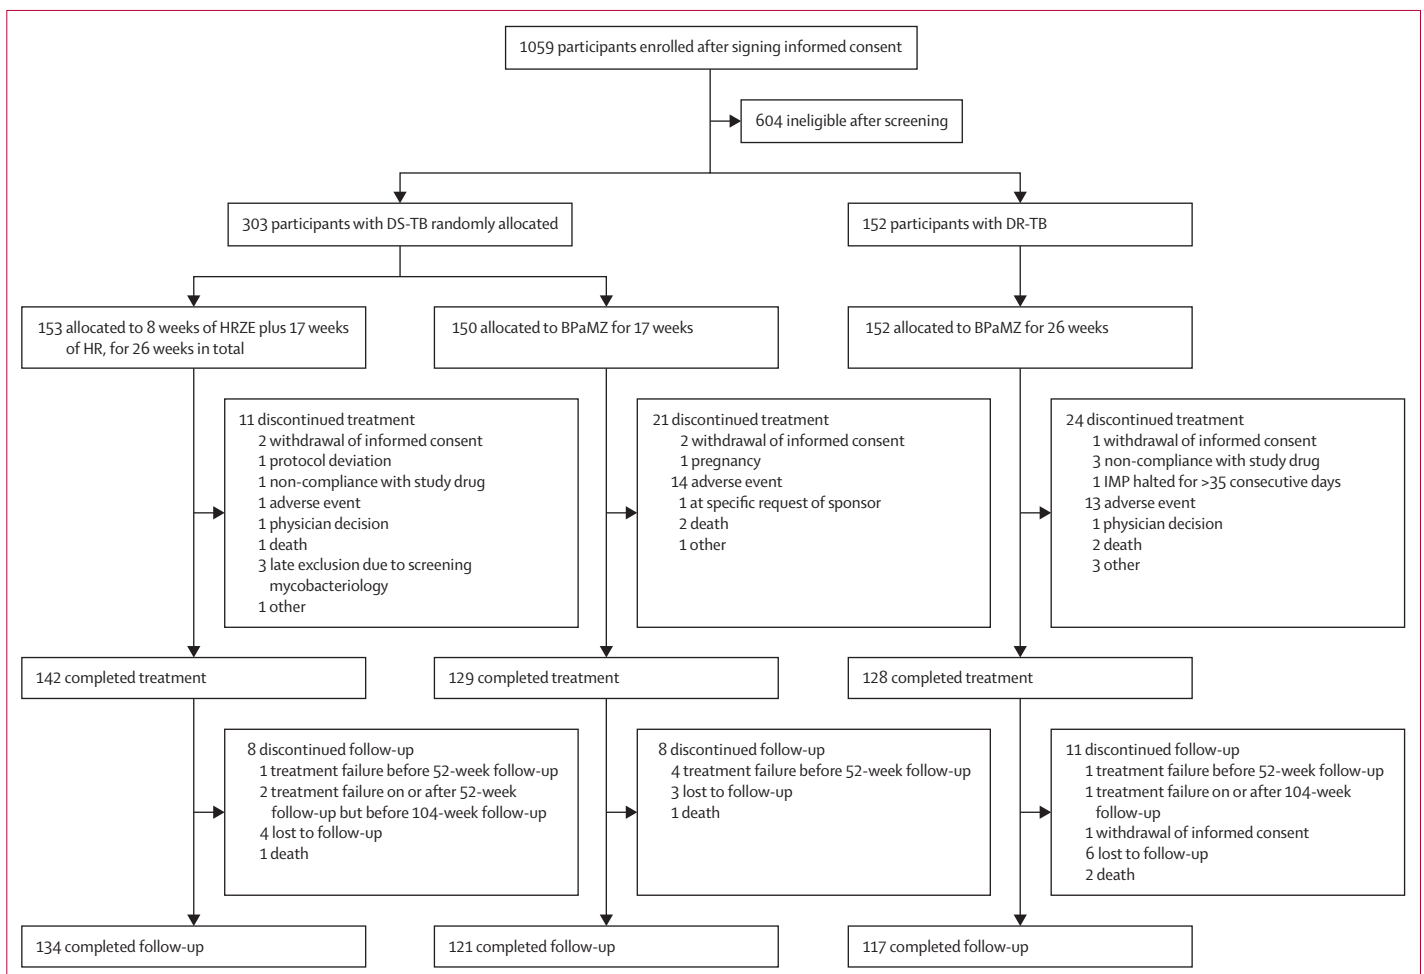 1059 participants enrolled after signing informed consent
604 ineligible after screening
303 participants with DS-TB randomly allocated
152 participants with DR-TB
153 allocated to 8 weeks of HRZE plus 17 weeks
of HR, for 26 weeks in total
150 allocated to BPaMZ for 17 weeks
152 allocated to BPaMZ for 26 weeks
11 discontinued treatment
2 withdrawal of informed consent
1 protocol deviation
1 non-compliance with study drug
1 adverse event
1 physician decision
1 death
3 late exclusion due to screening
mycobacteriology
1 other
21 discontinued treatment
2 withdrawal of informed consent
1 pregnancy
14 adverse event
1 at specific request of sponsor
2 death
1 other
24 discontinued treatment
1 withdrawal of informed consent
3 non-compliance with study drug
1 IMP halted for >35 consecutive days
13 adverse event
1 physician decision
2 death
3 other
142 completed treatment
129 completed treatment
128 completed treatment
8 discontinued follow-up
1 treatment failure before 52-week follow-up
2 treatment failure on or after 52-week
follow-up but before 104-week follow-up
4 lost to follow-up
1 death
8 discontinued follow-up
4 treatment failure before 52-week follow-up
3 lost to follow-up
1 death
11 discontinued follow-up
1 treatment failure before 52-week follow-up
1 treatment failure on or after 104-week
follow-up
1 withdrawal of informed consent
6 lost to follow-up
2 death
134 completed follow-up
121 completed follow-up
117 completed follow-up